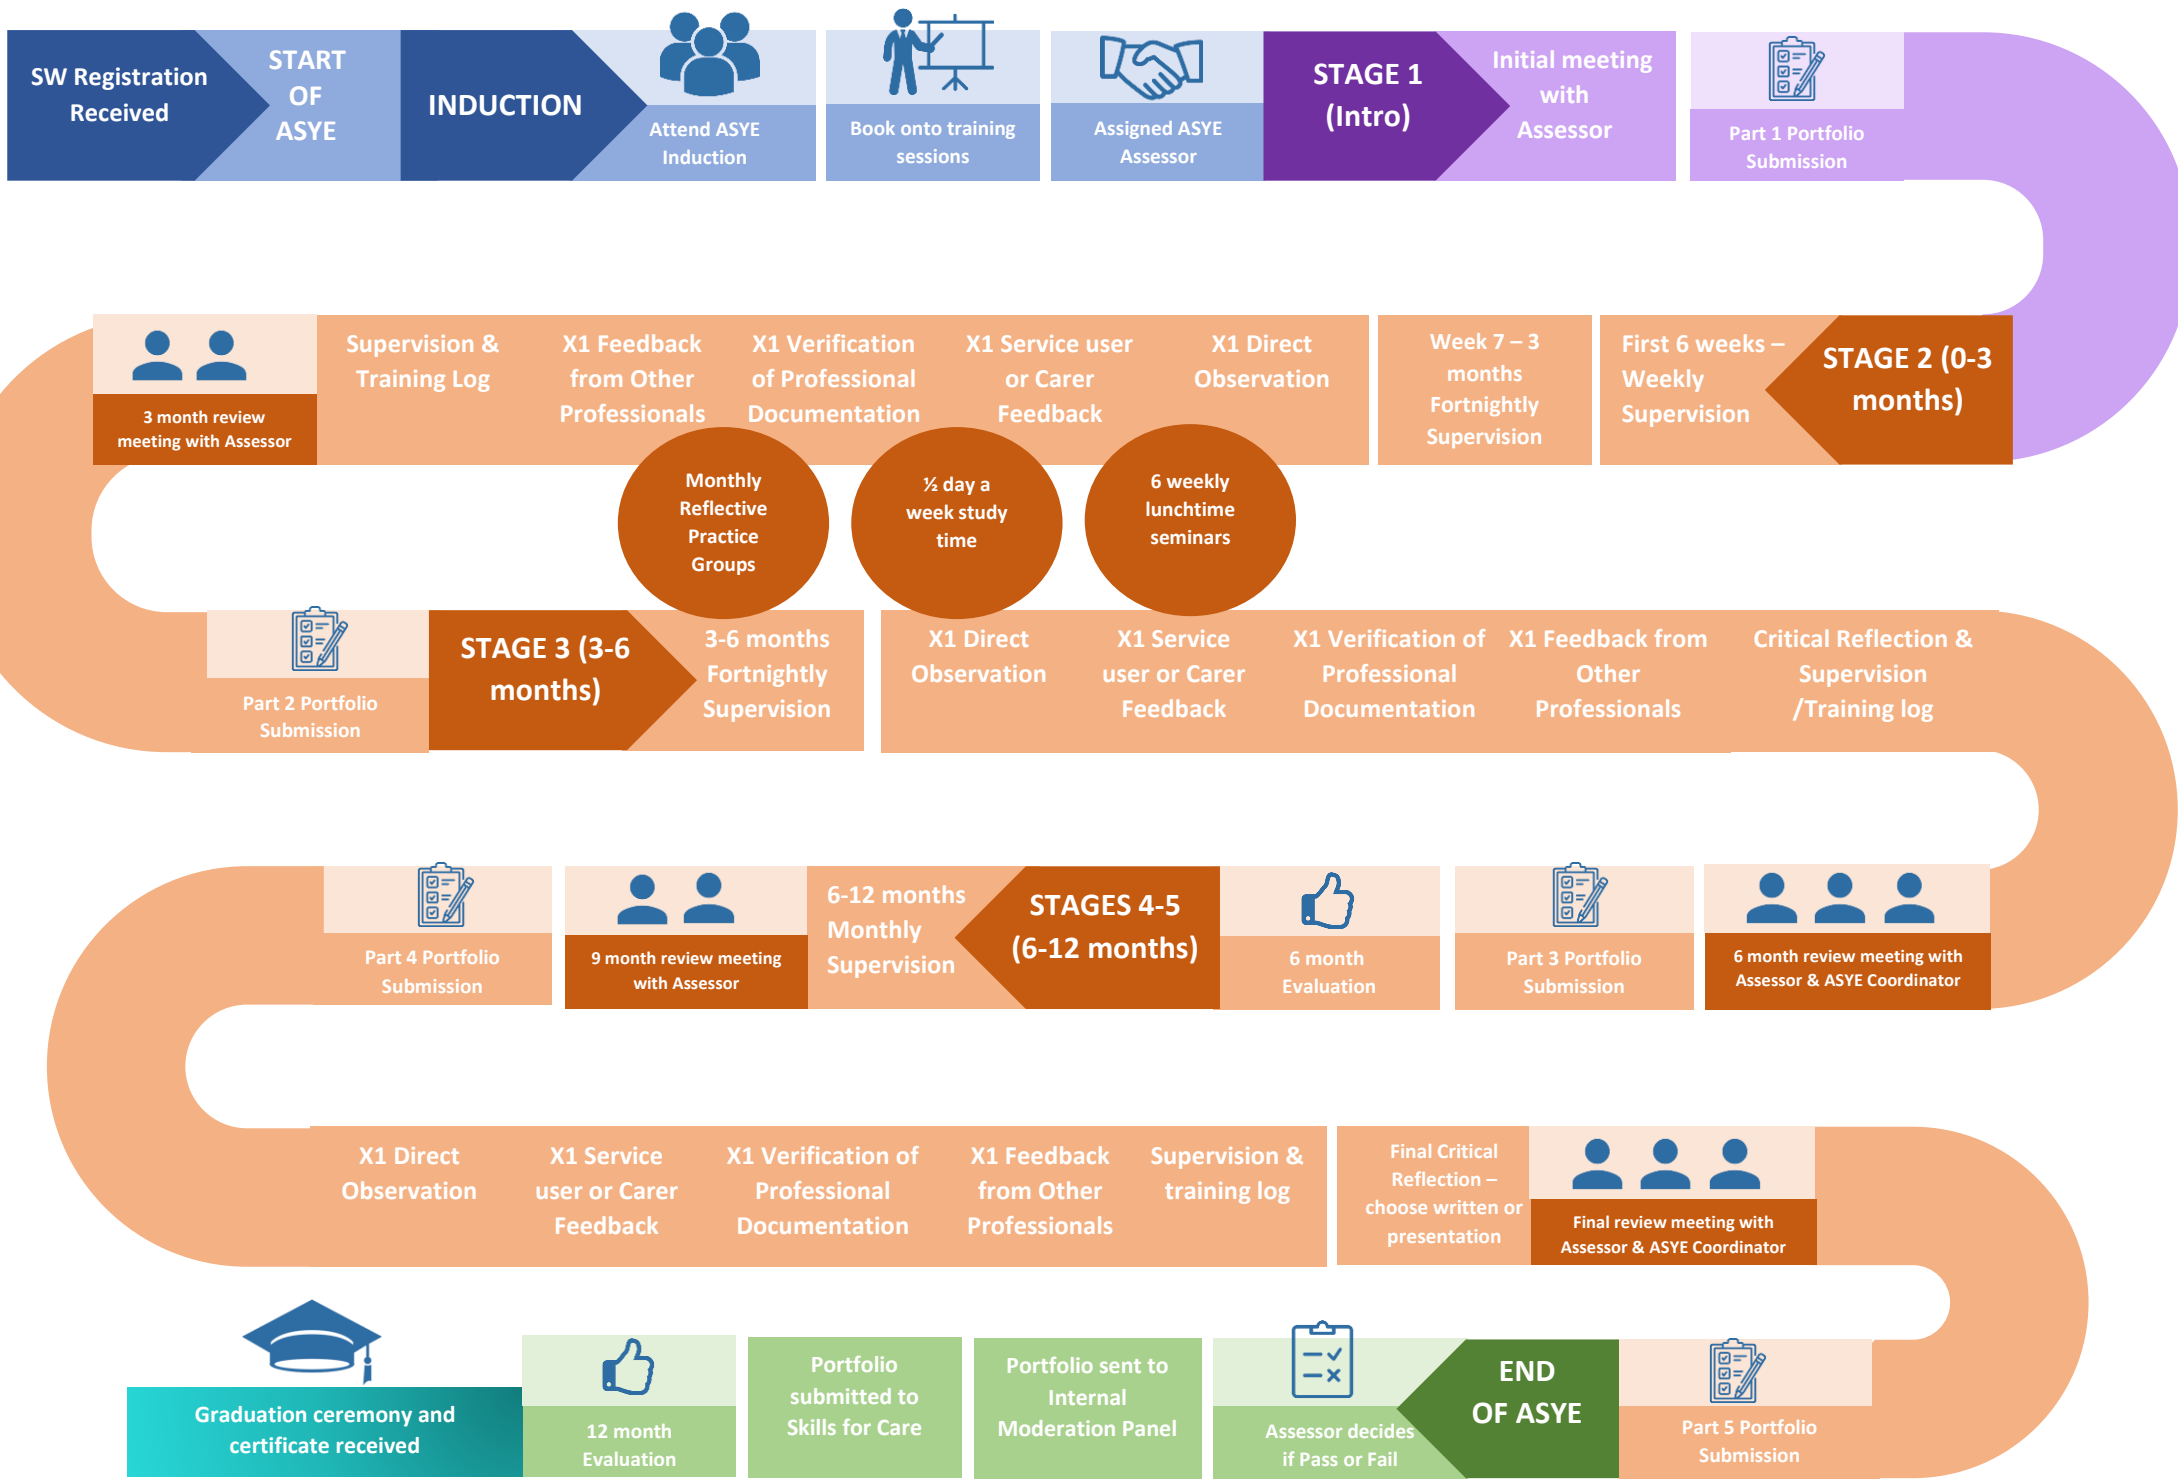 SW Registration
Received
START
OF
ASYE
INDUCTION
Attend ASYE
Induction
Book onto training
sessions
Assigned ASYE
Assessor
STAGE 1
(Intro)
Initial meeting
with
Assessor
Part 1 Portfolio
Submission
STAGE 2 (0-3
months)
First 6 weeks –
Weekly
Supervision
Week 7 – 3
months
Fortnightly
Supervision
X1 Direct
Observation
X1 Service user
or Carer
Feedback
X1 Verification
of Professional
Documentation
X1 Feedback
from Other
Professionals
Supervision &
Training Log
3 month review
meeting with Assessor
Monthly
Reflective
Practice
Groups
½ day a
week study
time
6 weekly
lunchtime
seminars
Part 2 Portfolio
Submission
STAGE 3 (3-6
months)
3-6 months
Fortnightly
Supervision
X1 Direct
Observation
X1 Service
user or Carer
Feedback
X1 Verification of
Professional
Documentation
X1 Feedback from
Other
Professionals
Critical Reflection &
Supervision
/Training log
6 month review meeting with
Assessor & ASYE Coordinator
Part 3 Portfolio
Submission
6 month
Evaluation
STAGES 4-5
(6-12 months)
6-12 months
Monthly
Supervision
9 month review meeting
with Assessor
Part 4 Portfolio
Submission
X1 Direct
Observation
X1 Service
user or Carer
Feedback
X1 Verification of
Professional
Documentation
X1 Feedback
from Other
Professionals
Supervision &
training log
Final Critical
Reflection –
choose written or
presentation
Final review meeting with
Assessor & ASYE Coordinator
Part 5 Portfolio
Submission
END
OF ASYE
Assessor decides
if Pass or Fail
Portfolio sent to
Internal
Moderation Panel
Portfolio
submitted to
Skills for Care
12 month
Evaluation
Graduation ceremony and
certificate received